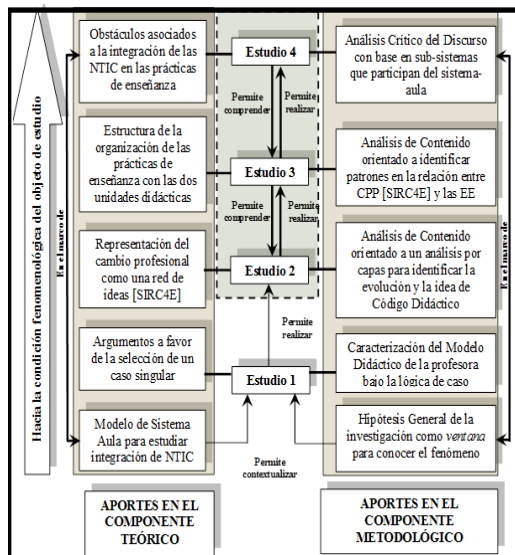 Hacia la condición fenomenológica del objeto de estudio
En el marco de
Obstáculos asociados
a la integración de las
NTIC en las prácticas
de enseñanza
Estructura de la
organización de las
prácticas de
enseñanza con las dos
unidades didácticas
Representación del
cambio profesional
como una red de
ideas [SIRC4E]
Argumentos a favor
de la selección de un
caso singular
Modelo de Sistema
Aula para estudiar
integración de NTIC
APORTES EN EL
COMPONENTE
TEÓRICO
Estudio 4
Permite
comprender
Permite
realizar
Estudio 3
Permite
comprender
Permite
realizar
Estudio 2
Permite
realizar
Estudio 1
Permite
contextualizar
Análisis Crítico del Discurso
con base en sub-sistemas
que participan del sistema-
aula
Análisis de Contenido
orientado a identificar
patrones en la relación entre
CPP [SIRC4E] y las EE
Análisis de Contenido
orientado a un análisis por
capas para identificar la
evolución y la idea de
Código Didáctico
Caracterización del Modelo
Didáctico de la profesora
bajo la lógica de caso
Hipótesis General de la
investigación como ventana
para conocer el fenómeno
APORTES EN EL
COMPONENTE
METODOLÓGICO
En el marco de